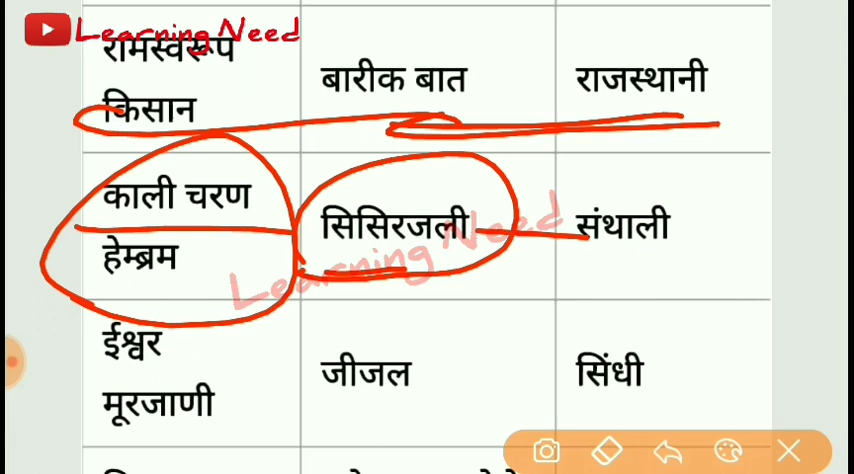 Learning Need
रामस्वरूप
किसान
बारीक बात
राजस्थानी
काली चरण
हेम्ब्रम
सिसिरजली
संथाली
Learning Need
ईश्वर
मूरजाणी
जीजल
सिंधी